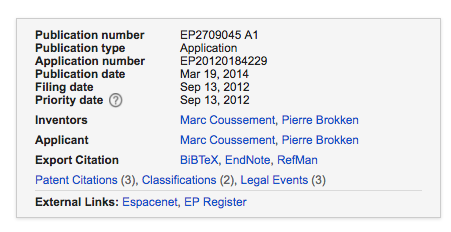 Publication number EP2709045 A1
Publication type Application
Application number EP20120184229
Publication date Mar 19, 2014
Filing date Sep 13, 2012
Priority date ? Sep 13, 2012
Inventors Marc Coussement, Pierre Brokken
Applicant Marc Coussement, Pierre Brokken
Export Citation BiBTeX, EndNote, RefMan
Patent Citations (3), Classifications (2), Legal Events (3)
External Links: Espacenet, EP Register